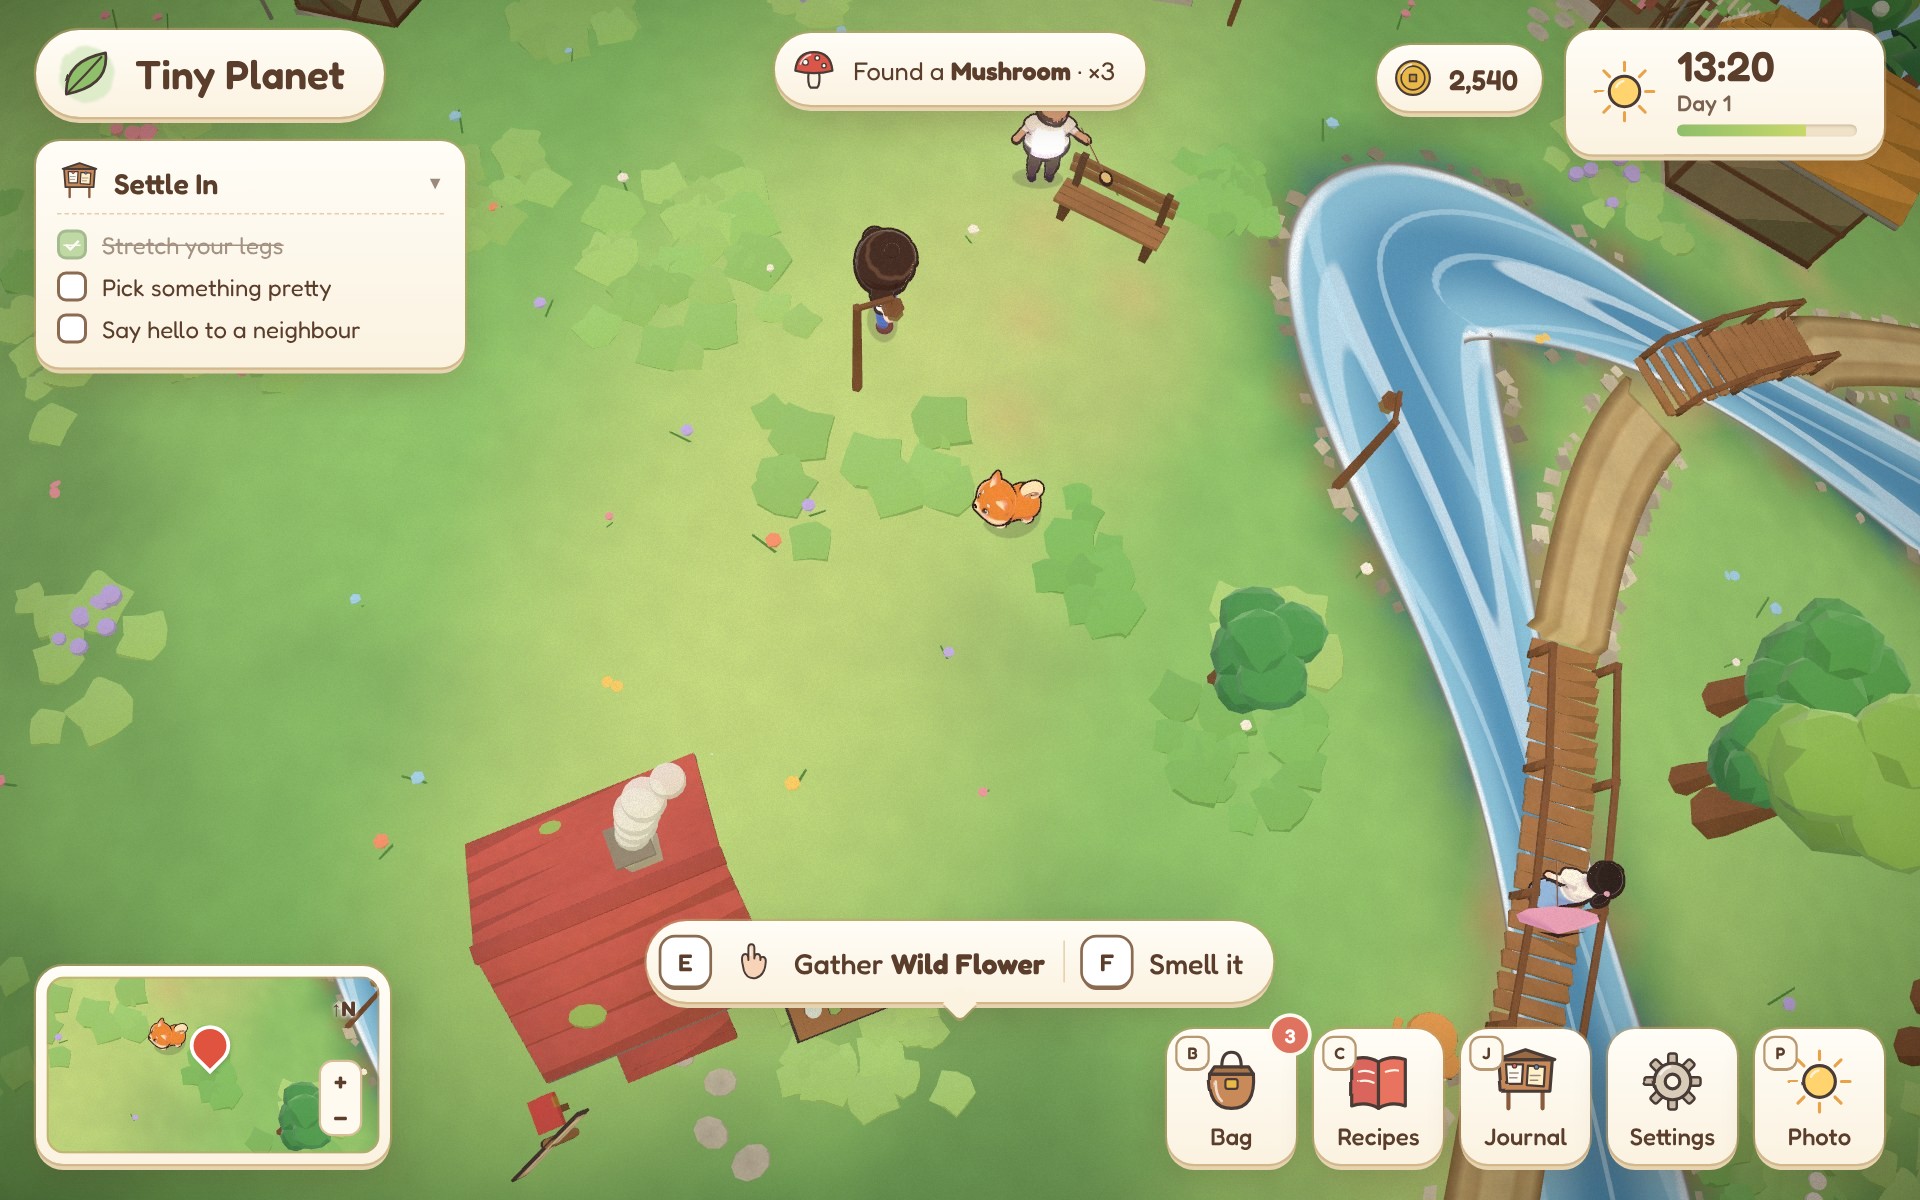 Tiny Planet
Found a Mushroom · ×3
2,540
13:20
Day 1
Settle In
Stretch your legs
Pick something pretty
Say hello to a neighbour
E Gather Wild Flower F Smell it
↑N
+
−
B Bag 3
C Recipes
J Journal
Settings
P Photo